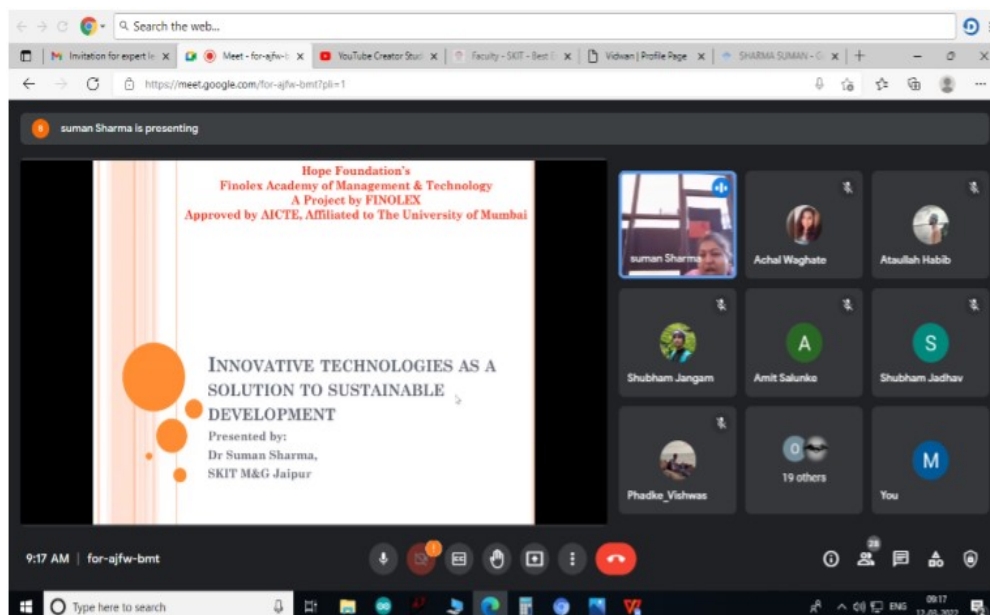 Search the web...
Invitation for expert le
Meet - for-ajfw-b
YouTube Creator Stud
Faculty - SKIT - Best E
Vidwan | Profile Page
SHARMA SUMAN - G
https://meet.google.com/for-ajfw-bmt?pli=1
S
suman Sharma is presenting
Hope Foundation's
Finolex Academy of Management & Technology
A Project by FINOLEX
Approved by AICTE, Affiliated to The University of Mumbai
INNOVATIVE TECHNOLOGIES AS A
SOLUTION TO SUSTAINABLE
DEVELOPMENT
Presented by:
Dr Suman Sharma,
SKIT M&G Jaipur
suman Sharma
Achal Waghate
Ataullah Habib
Shubham Jangam
A
Amit Salunke
S
Shubham Jadhav
Phadke_Vishwas
O
19 others
M
You
9:17 AM | for-ajfw-bmt
28
Type here to search
ENG
09:17
12-03-2022